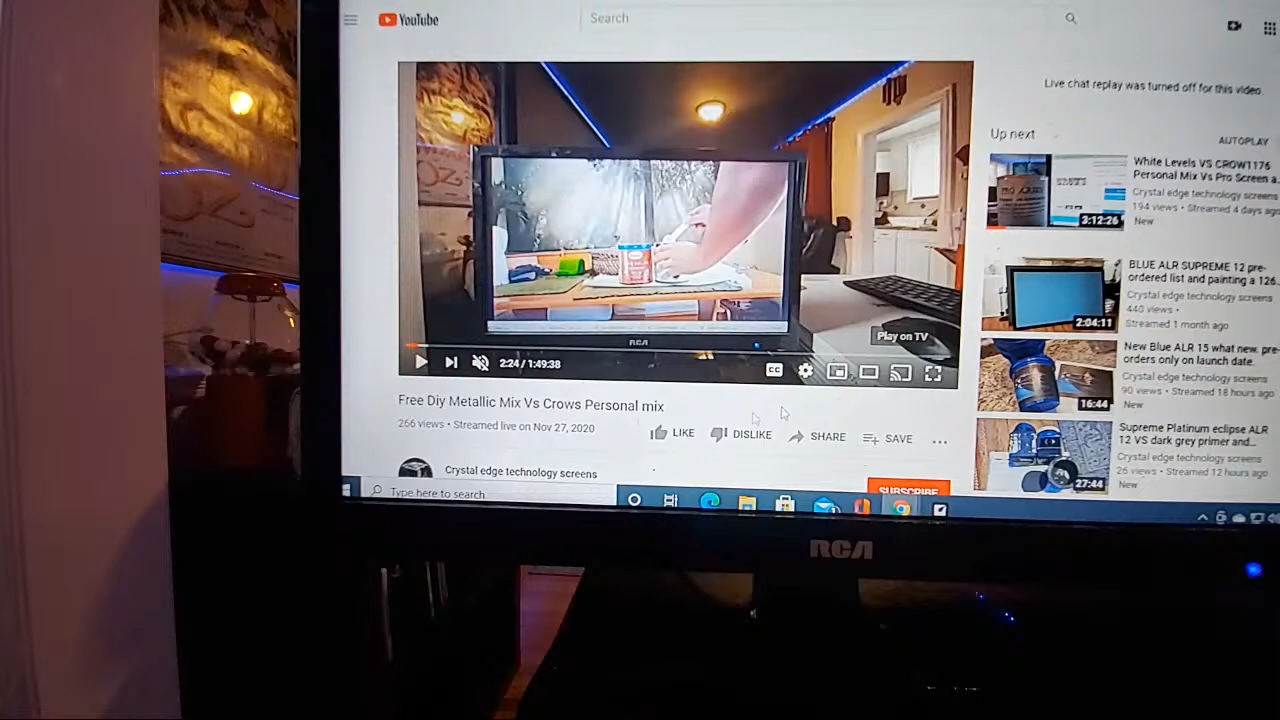 YouTube
Search
Live chat replay was turned off for this video.
Up next
AUTOPLAY
White Levels VS CROW1176
Personal Mix Vs Pro Screen a
Crystal edge technology screens
194 views • Streamed 4 days ag
New
3:12:26
BLUE ALR SUPREME 12 pre-
ordered list and painting a 126
Crystal edge technology screens
440 views •
Streamed 1 month ago
2:04:11
New Blue ALR 15 what new, pre-
orders only on launch date.
Crystal edge technology screens
90 views • Streamed 18 hours ago
New
16:44
Supreme Platinum eclipse ALR
12 VS dark grey primer and...
Crystal edge technology screens
26 views • Streamed 12 hours ago
New
27:44
RCA
Play on TV
2:24 / 1:49:38
CC
Free Diy Metallic Mix Vs Crows Personal mix
266 views • Streamed live on Nov 27, 2020
LIKE
DISLIKE
SHARE
SAVE
Crystal edge technology screens
SUBSCRIBE
Type here to search
RCA